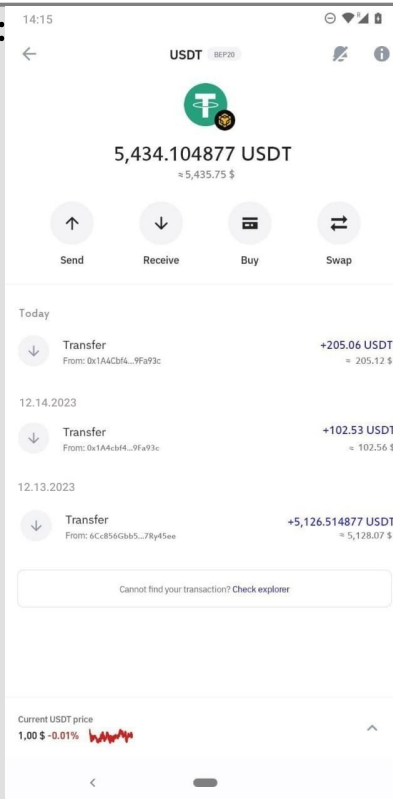 14:15
USDT BEP20
5,434.104877 USDT
≈ 5,435.75 $
Send Receive Buy Swap
Today
Transfer +205.06 USDT
From: 0x1A4Cbf4...9Fa93c ≈ 205.12 $
12.14.2023
Transfer +102.53 USDT
From: 0x1A4cbf4...9Fa93c ≈ 102.56 $
12.13.2023
Transfer +5,126.514877 USDT
From: 6Cc856Gbb5...7Ry45ee ≈ 5,128.07 $
Cannot find your transaction? Check explorer
Current USDT price
1,00 $ -0.01%